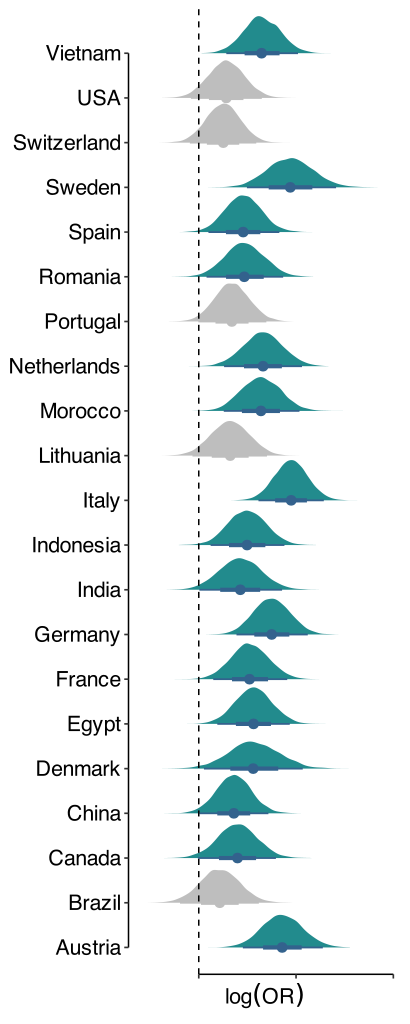 Vietnam
USA
Switzerland
Sweden
Spain
Romania
Portugal
Netherlands
Morocco
Lithuania
Italy
Indonesia
India
Germany
France
Egypt
Denmark
China
Canada
Brazil
Austria
log(OR)